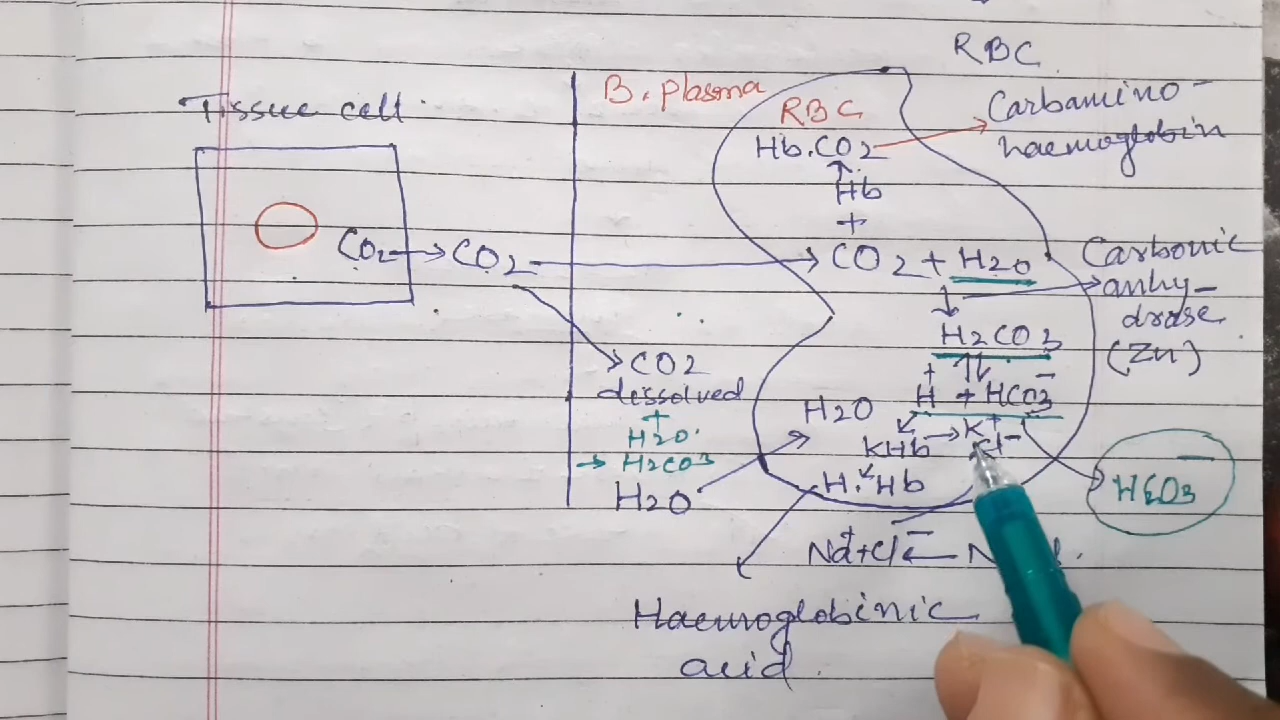 RBC
B. plasma
Tissue cell
RBC
Carbamino-
haemoglobin
Hb.CO2
Hb
+
CO2 → CO2 → CO2 + H2O
Carbonic
anhy-
drase
(Zn)
H2CO3
CO2
dissolved
+
H2O
→ H2CO3
H⁺ + HCO3⁻
H2O
KHb → K⁺
Cl⁻
H2O
H.Hb
HCO3⁻
Na⁺+Cl⁻ ←
Haemoglobinic
acid.